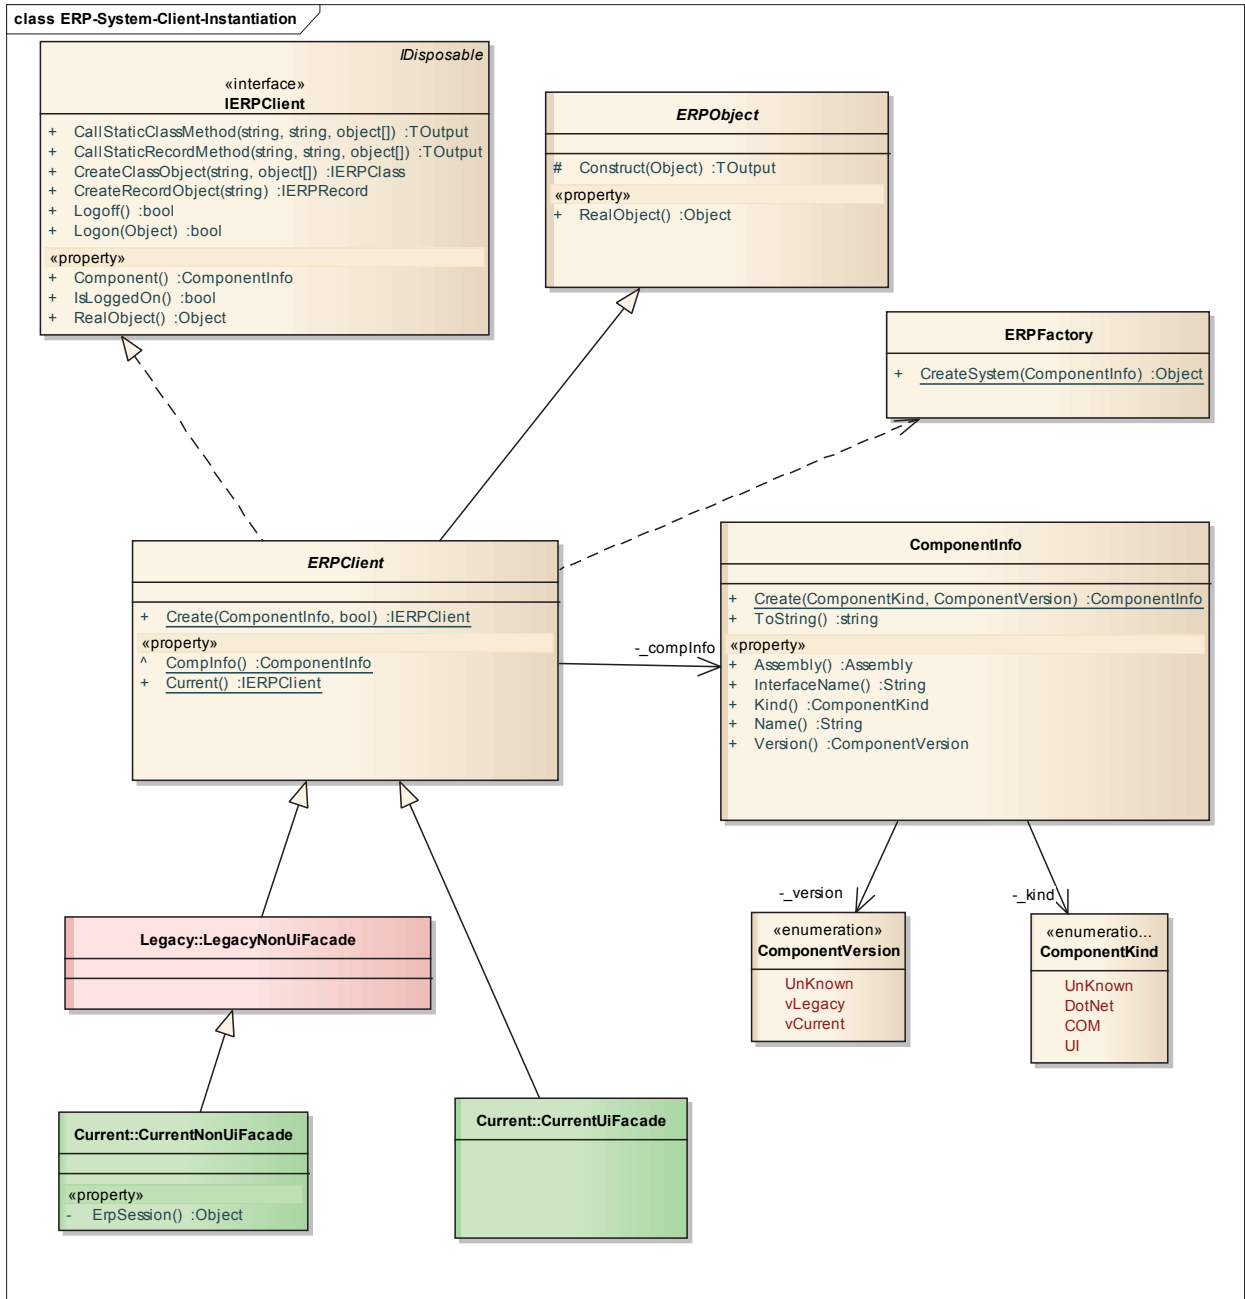 class ERP-System-Client-Instantiation
IDisposable
«interface»
IERPClient
+ CallStaticClassMethod(string, string, object[]) :TOutput
+ CallStaticRecordMethod(string, string, object[]) :TOutput
+ CreateClassObject(string, object[]) :IERPClass
+ CreateRecordObject(string) :IERPRecord
+ Logoff() :bool
+ Logon(Object) :bool
«property»
+ Component() :ComponentInfo
+ IsLoggedOn() :bool
+ RealObject() :Object
ERPObject
# Construct(Object) :TOutput
«property»
+ RealObject() :Object
ERPFactory
+ CreateSystem(ComponentInfo) :Object
ERPClient
+ Create(ComponentInfo, bool) :IERPClient
«property»
^ CompInfo() :ComponentInfo
+ Current() :IERPClient
-_compInfo
ComponentInfo
+ Create(ComponentKind, ComponentVersion) :ComponentInfo
+ ToString() :string
«property»
+ Assembly() :Assembly
+ InterfaceName() :String
+ Kind() :ComponentKind
+ Name() :String
+ Version() :ComponentVersion
-_version
-_kind
«enumeration»
ComponentVersion
UnKnown
vLegacy
vCurrent
«enumeratio...
ComponentKind
UnKnown
DotNet
COM
UI
Legacy::LegacyNonUiFacade
Current::CurrentNonUiFacade
«property»
- ErpSession() :Object
Current::CurrentUiFacade